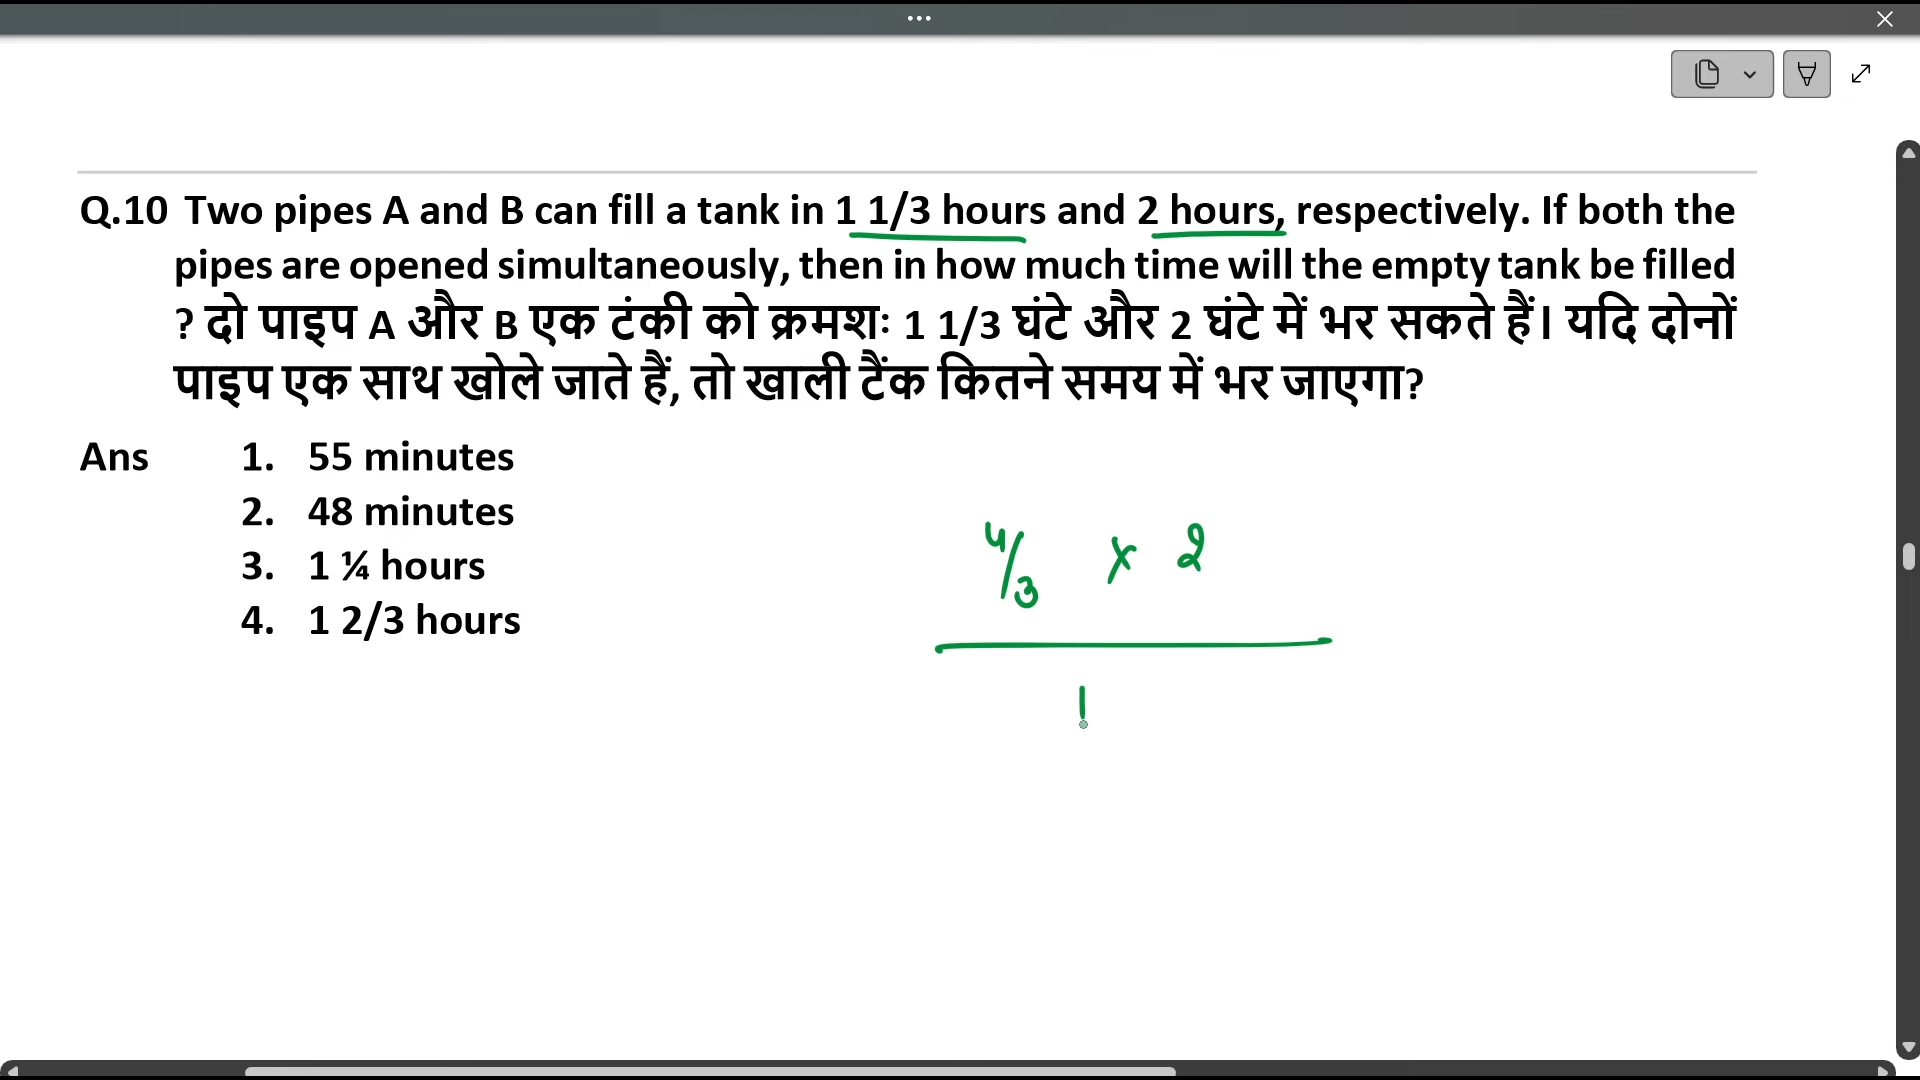 Q.10 Two pipes A and B can fill a tank in 1 1/3 hours and 2 hours, respectively. If both the
pipes are opened simultaneously, then in how much time will the empty tank be filled
? दो पाइप A और B एक टंकी को क्रमशः 1 1/3 घंटे और 2 घंटे में भर सकते हैं। यदि दोनों
पाइप एक साथ खोले जाते हैं, तो खाली टैंक कितने समय में भर जाएगा?
Ans 1. 55 minutes
2. 48 minutes
3. 1 ¼ hours
4. 1 2/3 hours
4/3 x 2
1